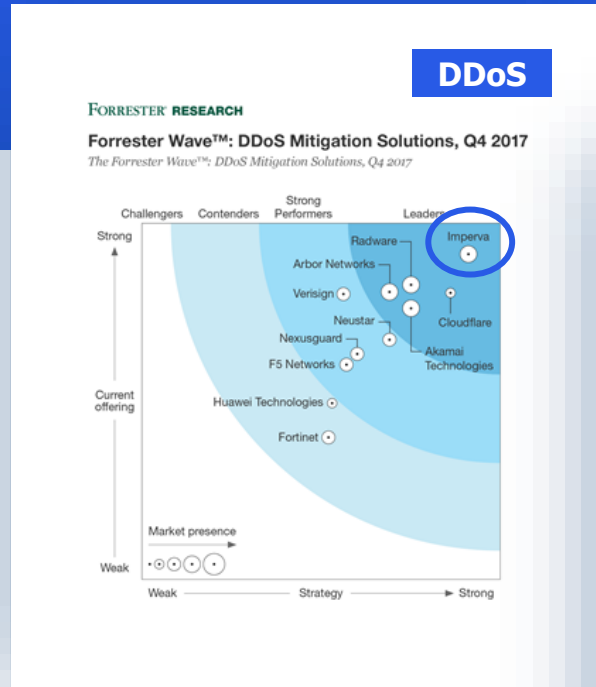 DDoS
FORRESTER® RESEARCH
Forrester Wave™: DDoS Mitigation Solutions, Q4 2017
The Forrester Wave™: DDoS Mitigation Solutions, Q4 2017
Challengers
Contenders
Strong
Performers
Leaders
Strong
Imperva
Radware
Arbor Networks
Verisign
Neustar
Cloudflare
Nexusguard
Akamai
Technologies
F5 Networks
Current
offering
Huawei Technologies
Fortinet
Market presence
Weak
Weak
Strategy
Strong